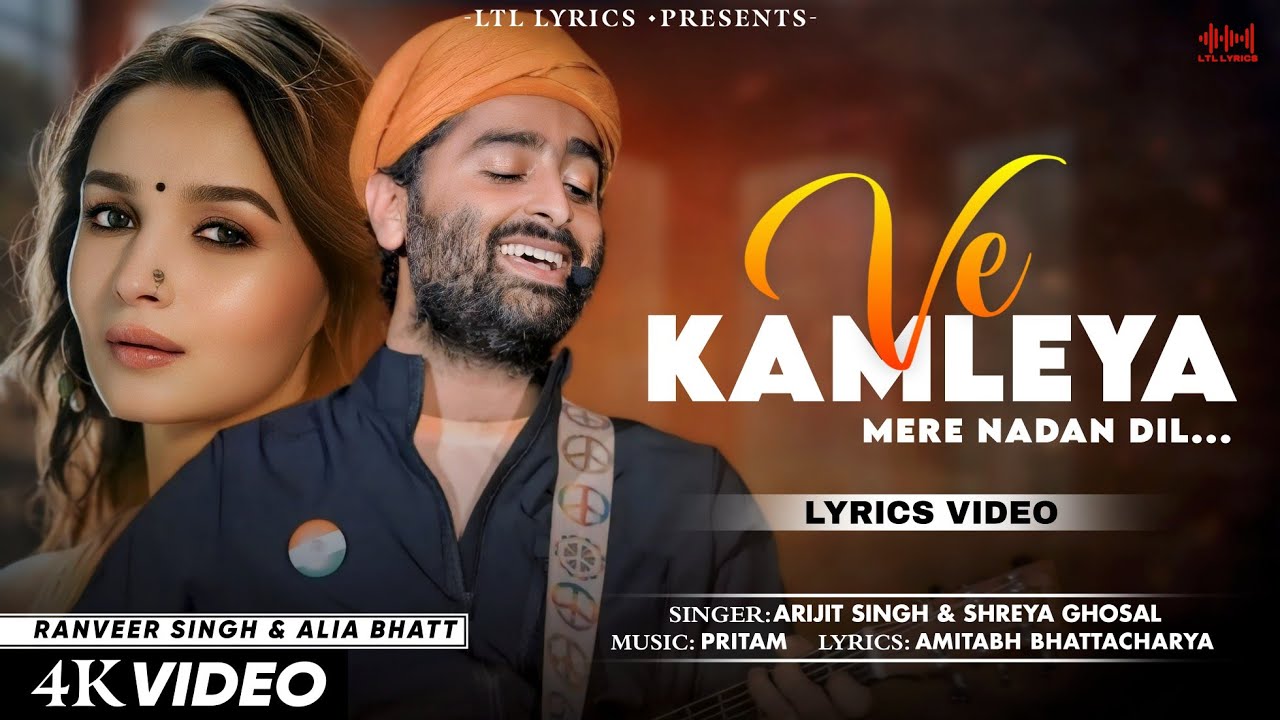 -LTL LYRICS •PRESENTS-
LTL LYRICS
Ve
KAMLEYA
MERE NADAN DIL...
LYRICS VIDEO
SINGER: ARIJIT SINGH & SHREYA GHOSAL
MUSIC: PRITAM LYRICS: AMITABH BHATTACHARYA
RANVEER SINGH & ALIA BHATT
4K VIDEO